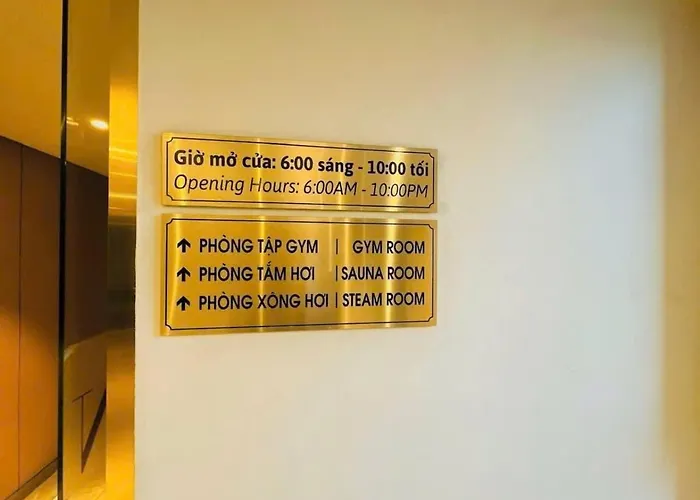 Giờ mở cửa: 6:00 sáng - 10:00 tối
Opening Hours: 6:00AM - 10:00PM
↑ PHÒNG TẬP GYM | GYM ROOM
↑ PHÒNG TẮM HƠI | SAUNA ROOM
↑ PHÒNG XÔNG HƠI | STEAM ROOM